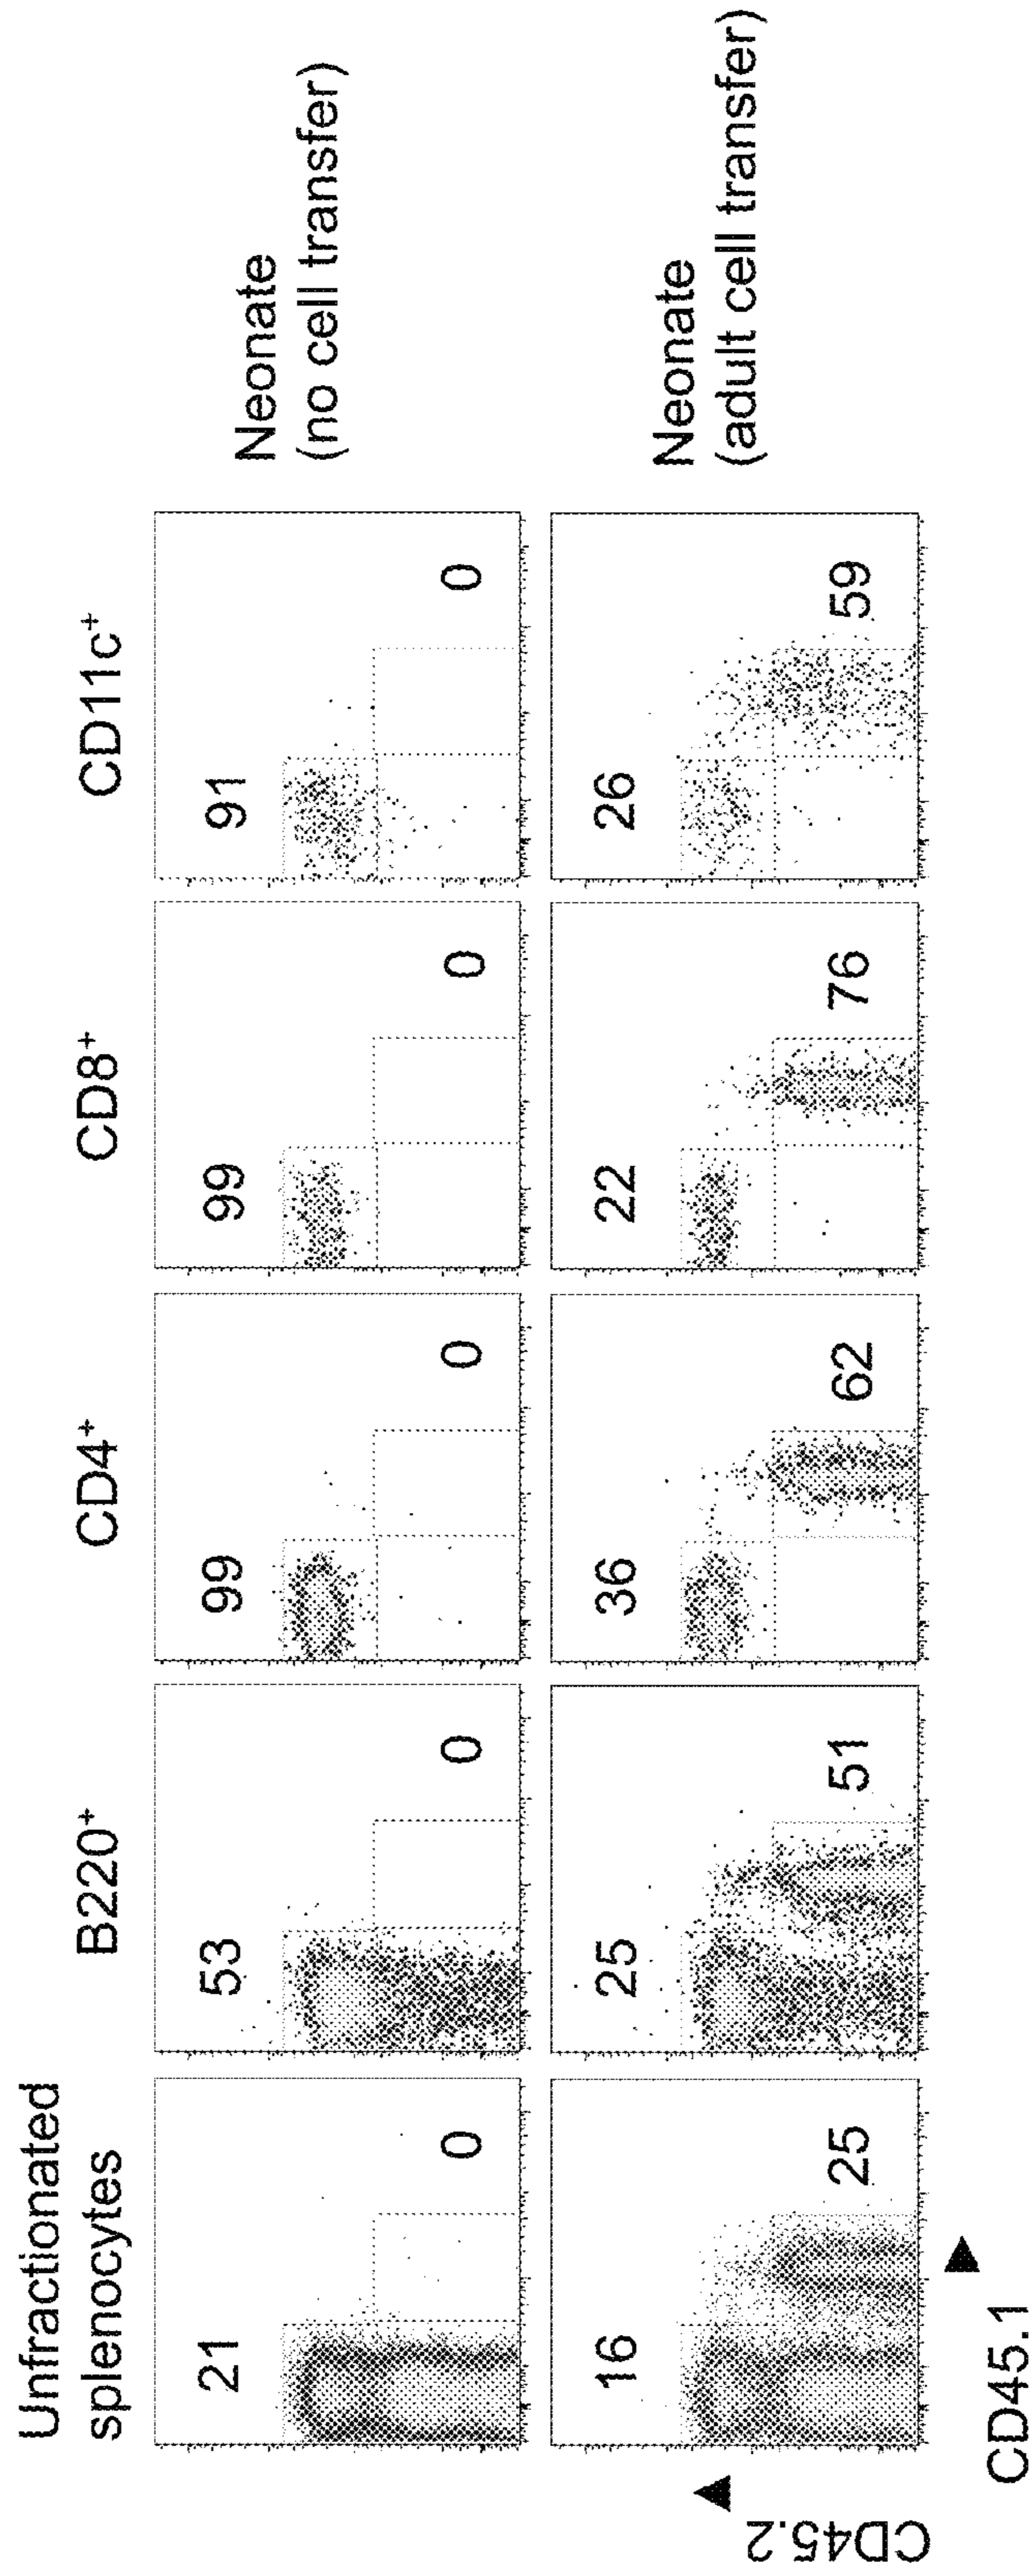 Unfractionated
splenocytes
B220⁺
CD4⁺
CD8⁺
CD11c⁺
21
0
53
0
99
0
99
0
91
0
Neonate
(no cell transfer)
16
25
25
51
36
62
22
76
26
59
Neonate
(adult cell transfer)
CD45.2
CD45.1